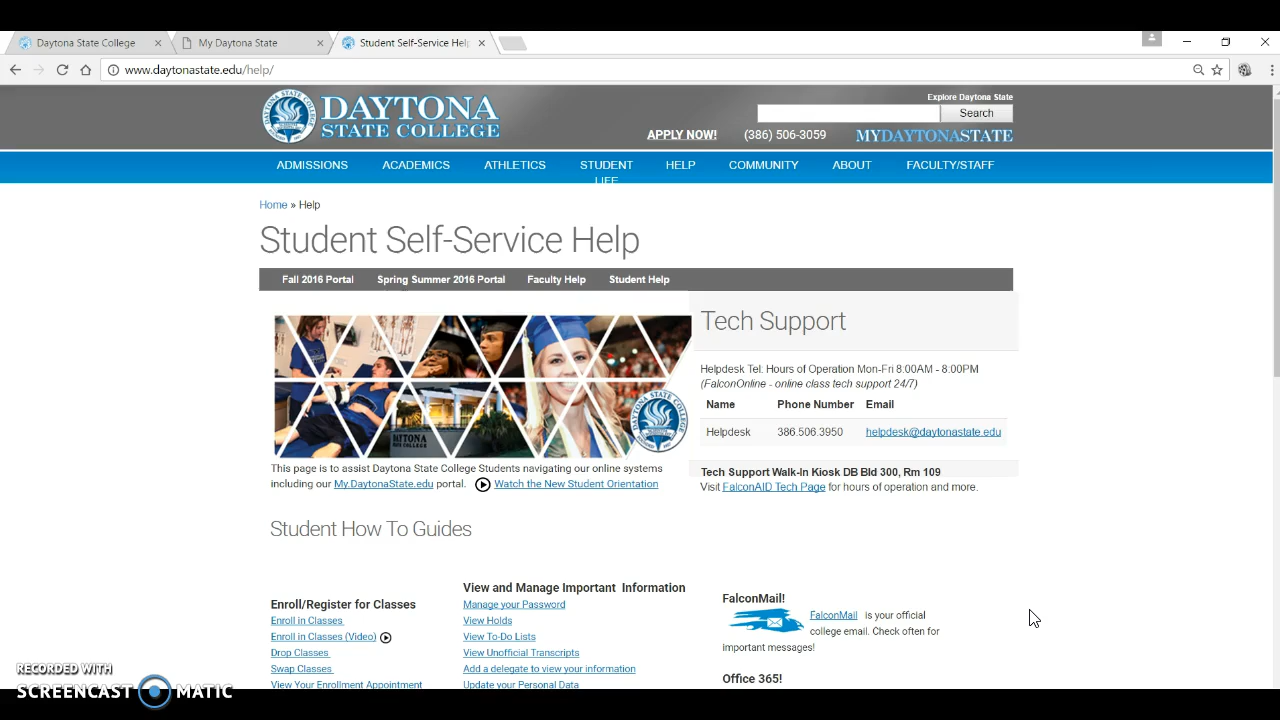 Daytona State College
My Daytona State
Student Self-Service Help
www.daytonastate.edu/help/
DAYTONA
STATE COLLEGE
Explore Daytona State
Search
APPLY NOW!
(386) 506-3059
MYDAYTONASTATE
ADMISSIONS
ACADEMICS
ATHLETICS
STUDENT
LIFE
HELP
COMMUNITY
ABOUT
FACULTY/STAFF
Home » Help
Student Self-Service Help
Fall 2016 Portal
Spring Summer 2016 Portal
Faculty Help
Student Help
DAYTONA
Tech Support
Helpdesk Tel: Hours of Operation Mon-Fri 8:00AM - 8:00PM
(FalconOnline - online class tech support 24/7)
Name Phone Number Email
Helpdesk 386.506.3950 helpdesk@daytonastate.edu
Tech Support Walk-In Kiosk DB Bld 300, Rm 109
Visit FalconAID Tech Page for hours of operation and more.
This page is to assist Daytona State College Students navigating our online systems
including our My.DaytonaState.edu portal. Watch the New Student Orientation
Student How To Guides
Enroll/Register for Classes
Enroll in Classes
Enroll in Classes (Video)
Drop Classes
Swap Classes
View Your Enrollment Appointment
View and Manage Important Information
Manage your Password
View Holds
View To-Do Lists
View Unofficial Transcripts
Add a delegate to view your information
Update your Personal Data
FalconMail!
FalconMail is your official
college email. Check often for
important messages!
Office 365!
RECORDED WITH
SCREENCAST MATIC